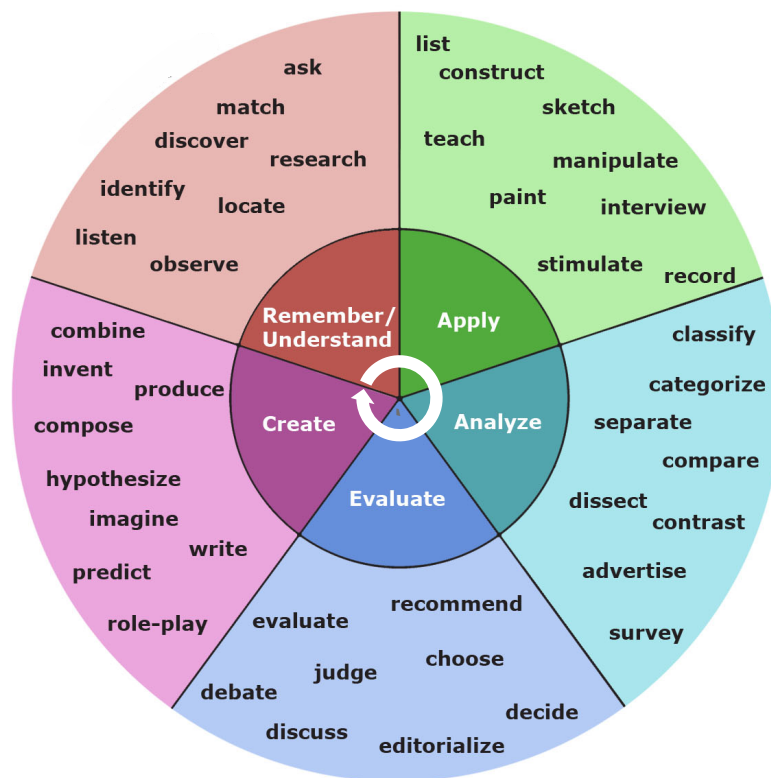 ask
match
discover
research
identify
locate
listen
observe
Remember/
Understand
list
construct
sketch
teach
manipulate
paint
interview
stimulate
record
Apply
classify
categorize
separate
compare
dissect
contrast
advertise
survey
Analyze
recommend
evaluate
choose
judge
debate
decide
discuss
editorialize
Evaluate
combine
invent
produce
compose
hypothesize
imagine
write
predict
role-play
Create